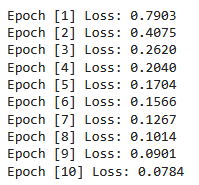 Epoch [1] Loss: 0.7903
Epoch [2] Loss: 0.4075
Epoch [3] Loss: 0.2620
Epoch [4] Loss: 0.2040
Epoch [5] Loss: 0.1704
Epoch [6] Loss: 0.1566
Epoch [7] Loss: 0.1267
Epoch [8] Loss: 0.1014
Epoch [9] Loss: 0.0901
Epoch [10] Loss: 0.0784